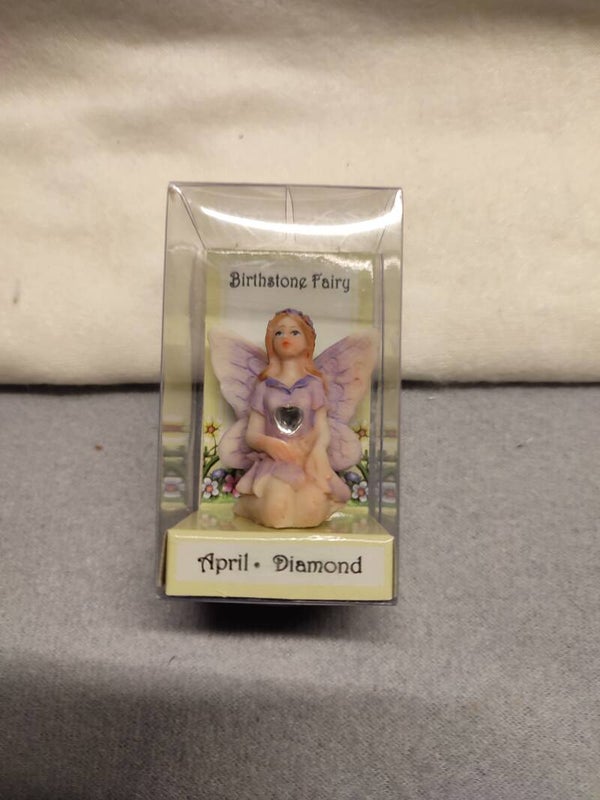 Birthstone Fairy
April • Diamond